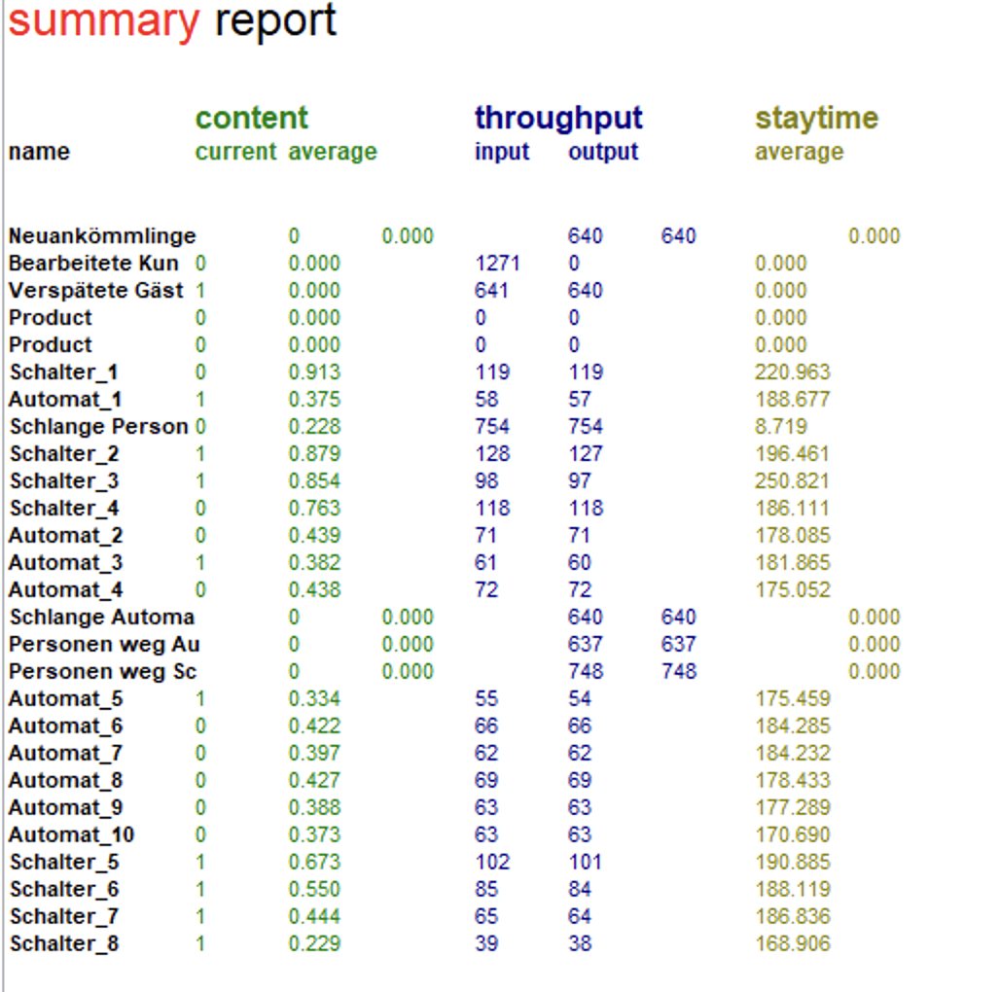 summary report
content throughput staytime
name current average input output average
Neuankömmlinge 0 0.000 640 640 0.000
Bearbeitete Kun 0 0.000 1271 0 0.000
Verspätete Gäst 1 0.000 641 640 0.000
Product 0 0.000 0 0 0.000
Product 0 0.000 0 0 0.000
Schalter_1 0 0.913 119 119 220.963
Automat_1 1 0.375 58 57 188.677
Schlange Person 0 0.228 754 754 8.719
Schalter_2 1 0.879 128 127 196.461
Schalter_3 1 0.854 98 97 250.821
Schalter_4 0 0.763 118 118 186.111
Automat_2 0 0.439 71 71 178.085
Automat_3 1 0.382 61 60 181.865
Automat_4 0 0.438 72 72 175.052
Schlange Automa 0 0.000 640 640 0.000
Personen weg Au 0 0.000 637 637 0.000
Personen weg Sc 0 0.000 748 748 0.000
Automat_5 1 0.334 55 54 175.459
Automat_6 0 0.422 66 66 184.285
Automat_7 0 0.397 62 62 184.232
Automat_8 0 0.427 69 69 178.433
Automat_9 0 0.388 63 63 177.289
Automat_10 0 0.373 63 63 170.690
Schalter_5 1 0.673 102 101 190.885
Schalter_6 1 0.550 85 84 188.119
Schalter_7 1 0.444 65 64 186.836
Schalter_8 1 0.229 39 38 168.906